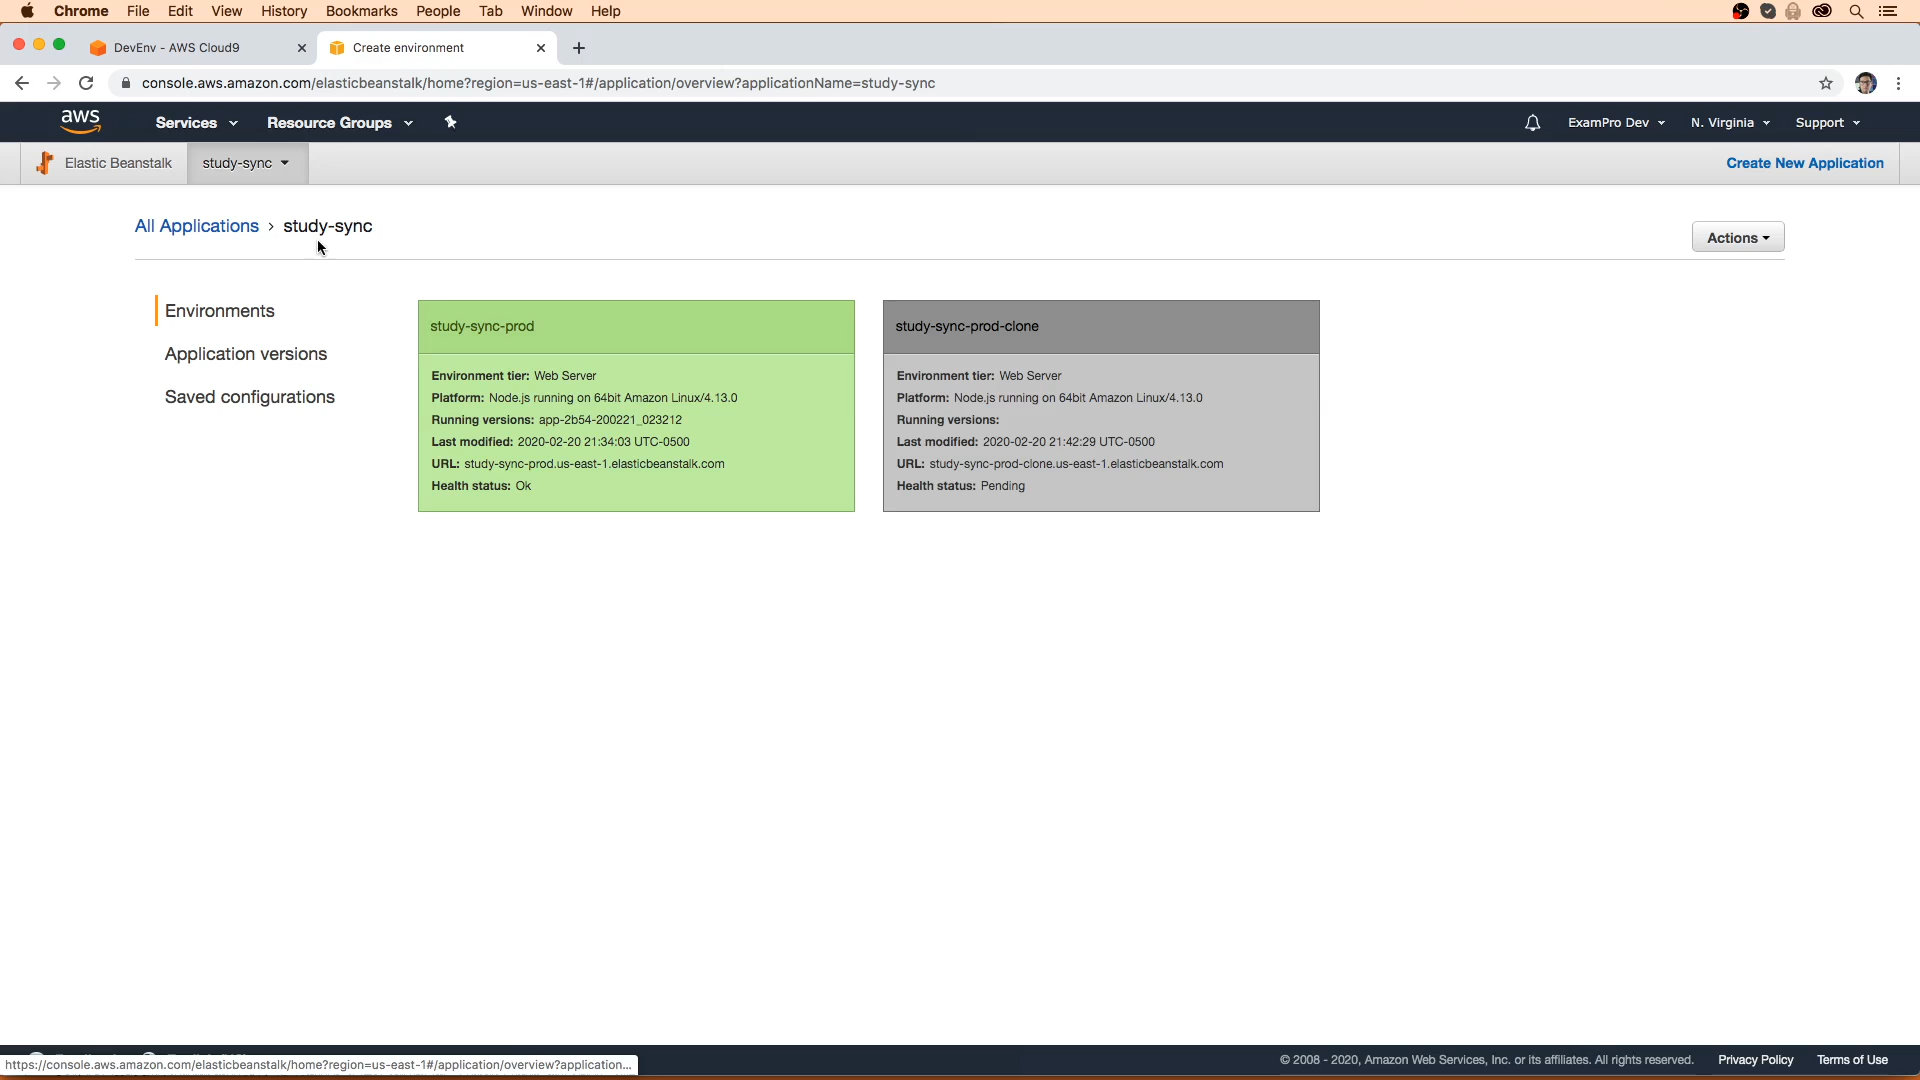 Chrome File Edit View History Bookmarks People Tab Window Help
DevEnv - AWS Cloud9
Create environment
console.aws.amazon.com/elasticbeanstalk/home?region=us-east-1#/application/overview?applicationName=study-sync
aws Services Resource Groups ExamPro Dev N. Virginia Support
Elastic Beanstalk study-sync Create New Application
All Applications › study-sync
Actions
Environments
Application versions
Saved configurations
study-sync-prod
Environment tier: Web Server
Platform: Node.js running on 64bit Amazon Linux/4.13.0
Running versions: app-2b54-200221_023212
Last modified: 2020-02-20 21:34:03 UTC-0500
URL: study-sync-prod.us-east-1.elasticbeanstalk.com
Health status: Ok
study-sync-prod-clone
Environment tier: Web Server
Platform: Node.js running on 64bit Amazon Linux/4.13.0
Running versions:
Last modified: 2020-02-20 21:42:29 UTC-0500
URL: study-sync-prod-clone.us-east-1.elasticbeanstalk.com
Health status: Pending
https://console.aws.amazon.com/elasticbeanstalk/home?region=us-east-1#/application/overview?application...
© 2008 - 2020, Amazon Web Services, Inc. or its affiliates. All rights reserved. Privacy Policy Terms of Use